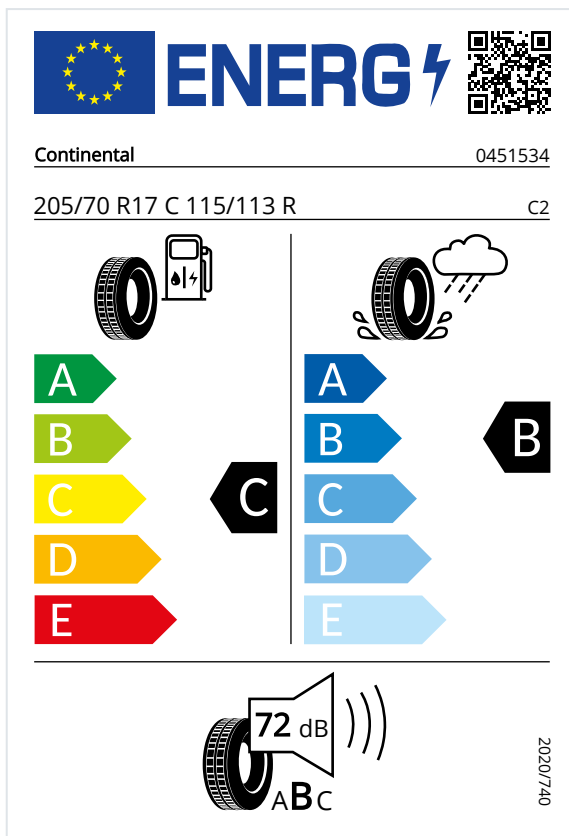 ENERG
Continental 0451534
205/70 R17 C 115/113 R C2
A A
B B B
C C C
D D
E E
72 dB
ABC
2020/740